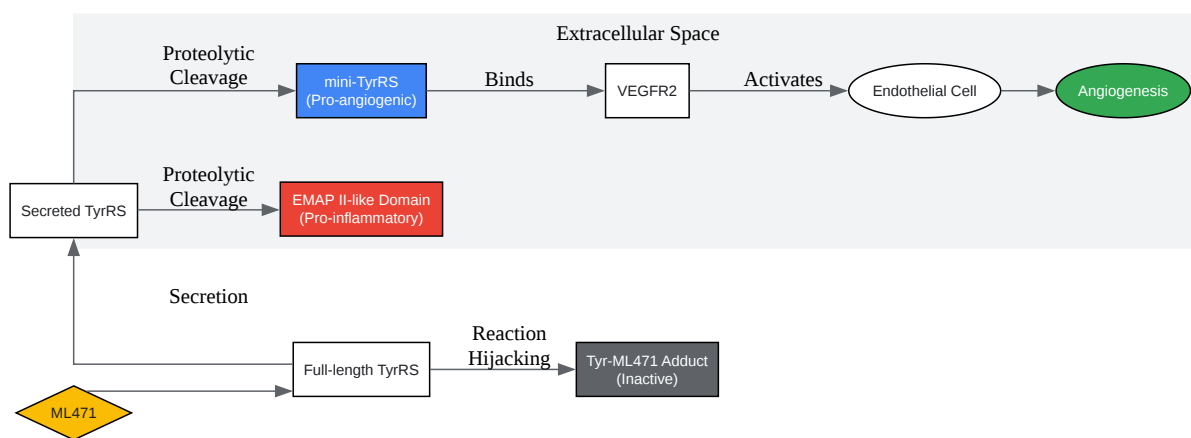 Extracellular Space
Proteolytic
Cleavage
mini-TyrRS
(Pro-angiogenic)
Binds
VEGFR2
Activates
Endothelial Cell
Angiogenesis
Proteolytic
Cleavage
Secreted TyrRS
EMAP II-like Domain
(Pro-inflammatory)
Secretion
Reaction
Hijacking
Full-length TyrRS
Tyr-ML471 Adduct
(Inactive)
ML471